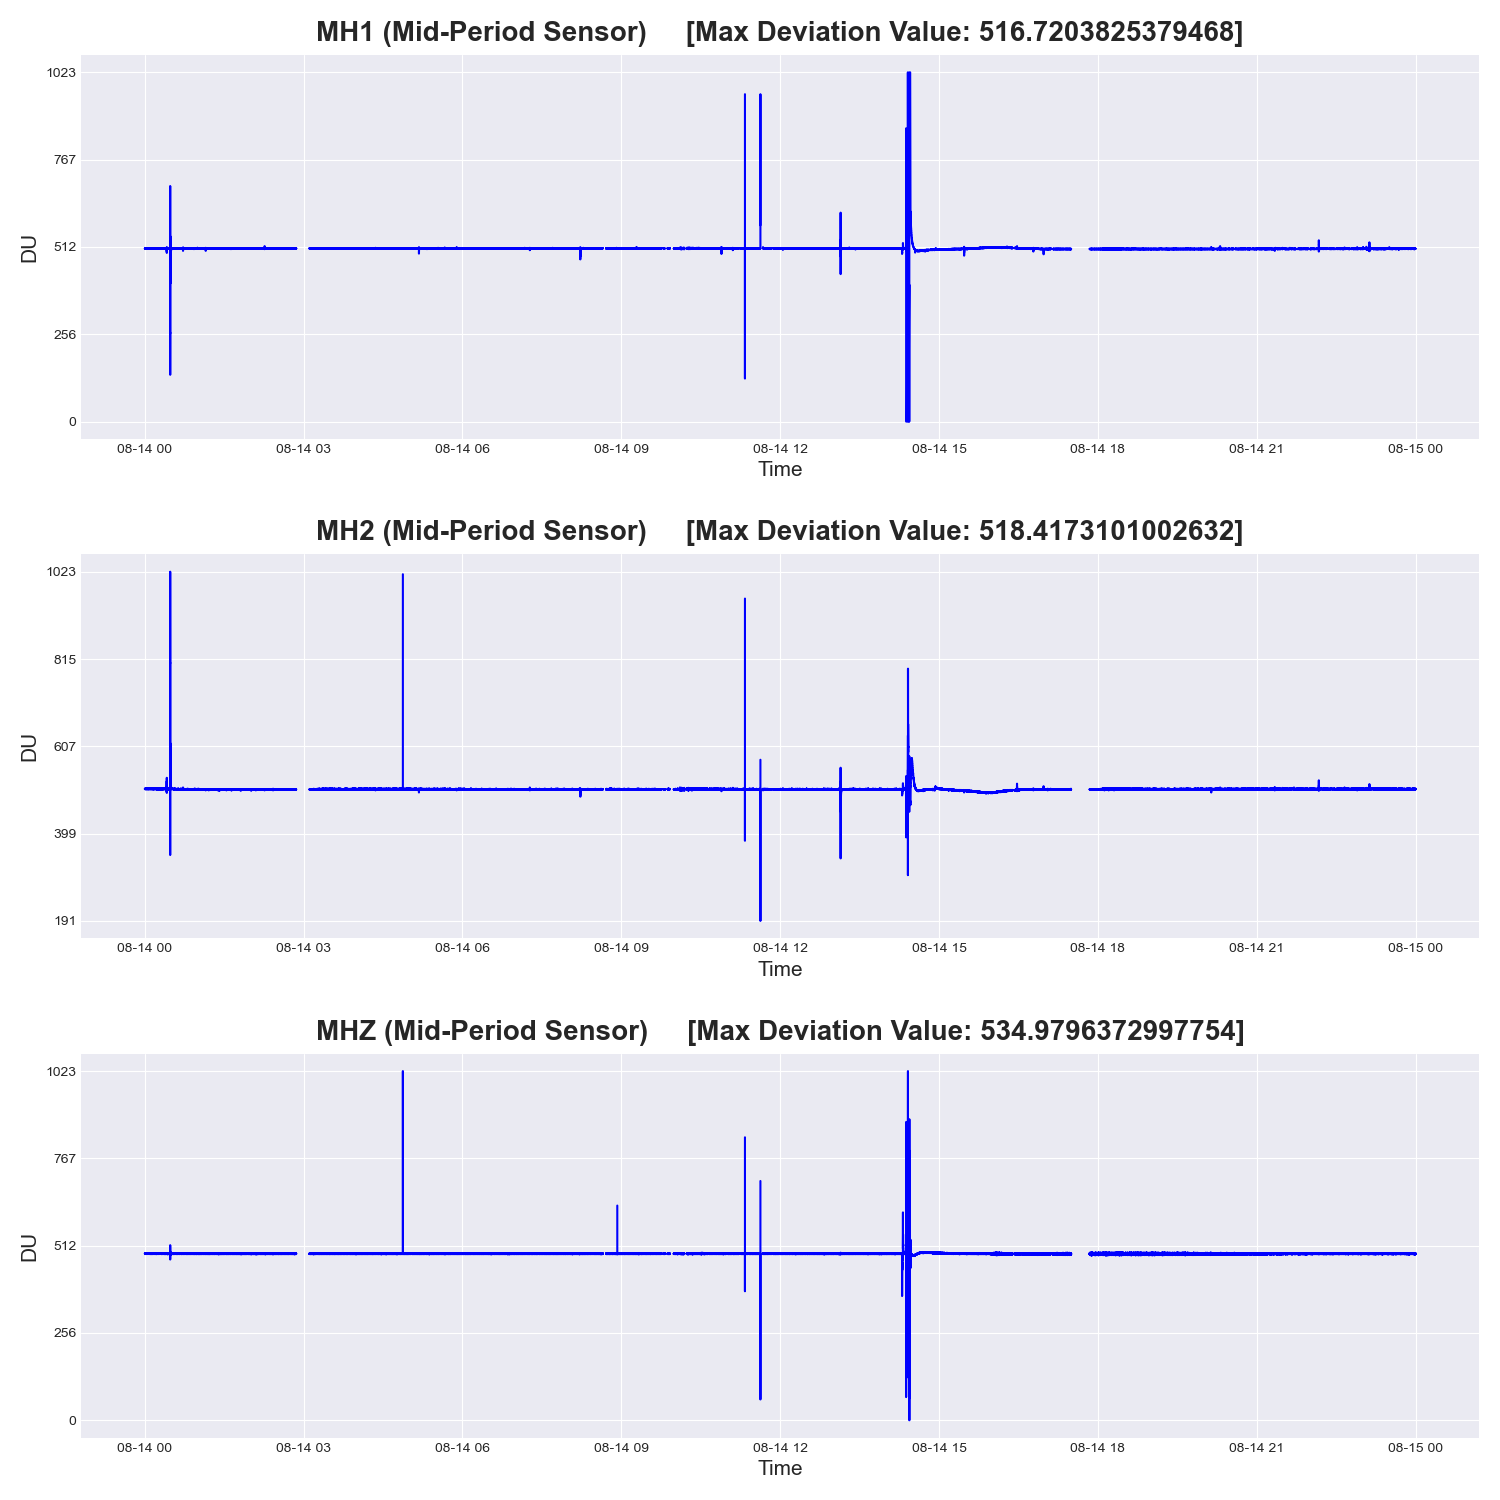 MH1 (Mid-Period Sensor) [Max Deviation Value: 516.7203825379468]
1023
767
512
256
0
DU
08-14 00 08-14 03 08-14 06 08-14 09 08-14 12 08-14 15 08-14 18 08-14 21 08-15 00
Time
MH2 (Mid-Period Sensor) [Max Deviation Value: 518.4173101002632]
1023
815
607
399
191
DU
08-14 00 08-14 03 08-14 06 08-14 09 08-14 12 08-14 15 08-14 18 08-14 21 08-15 00
Time
MHZ (Mid-Period Sensor) [Max Deviation Value: 534.9796372997754]
1023
767
512
256
0
DU
08-14 00 08-14 03 08-14 06 08-14 09 08-14 12 08-14 15 08-14 18 08-14 21 08-15 00
Time